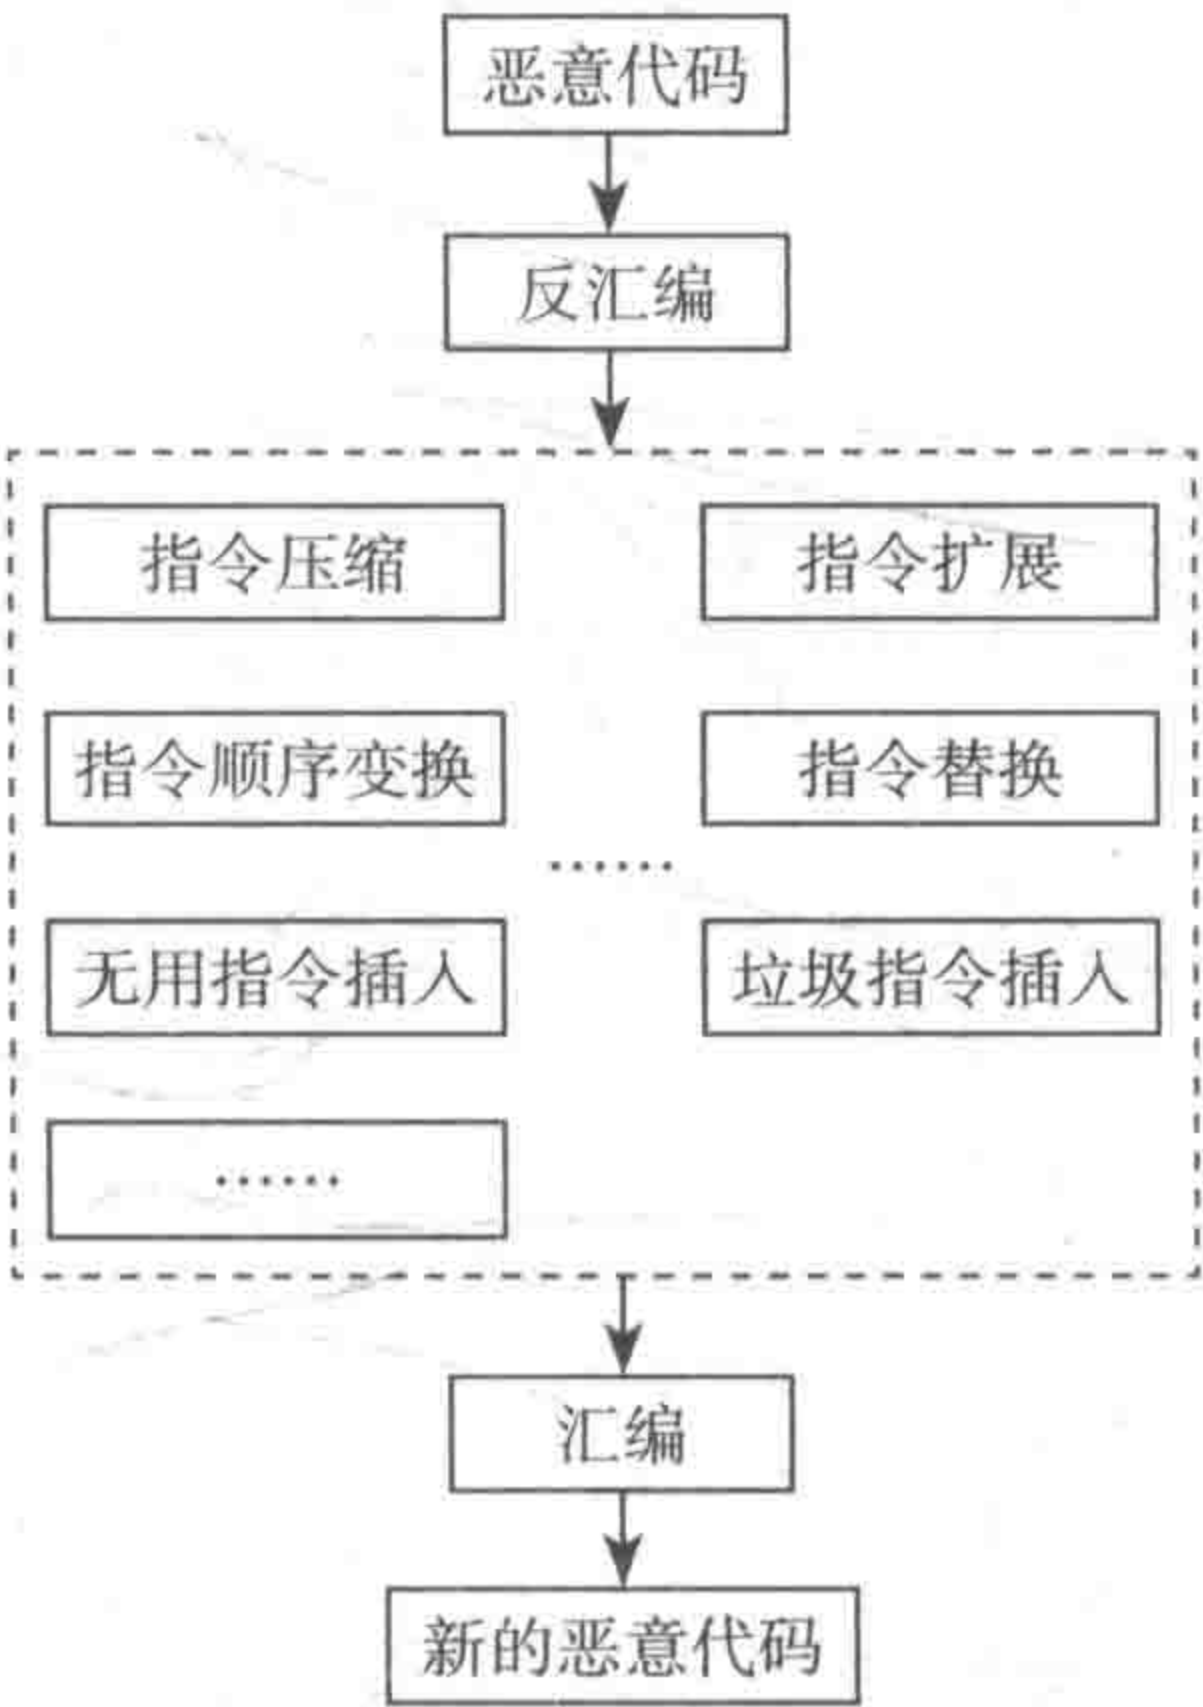 恶意代码
反汇编
指令压缩
指令扩展
指令顺序变换
指令替换
……
无用指令插入
垃圾指令插入
……
汇编
新的恶意代码